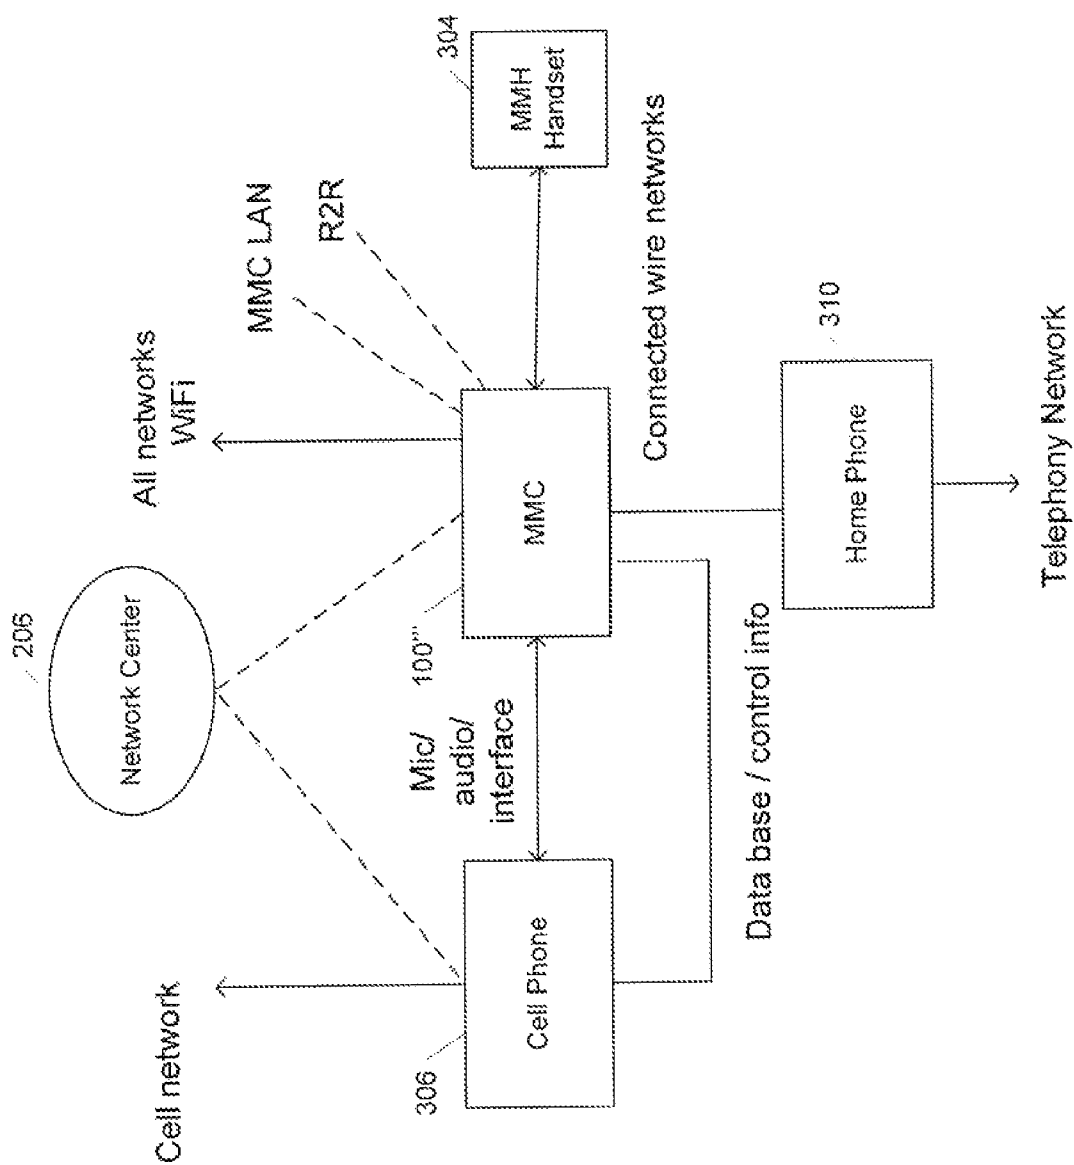 Cell network
206
Network Center
All networks
WiFi
MMC LAN
R2R
306
Cell Phone
Mic/
audio/
interface
100'''
MMC
304
MMH
Handset
Data base / control info
Connected wire networks
310
Home Phone
Telephony Network